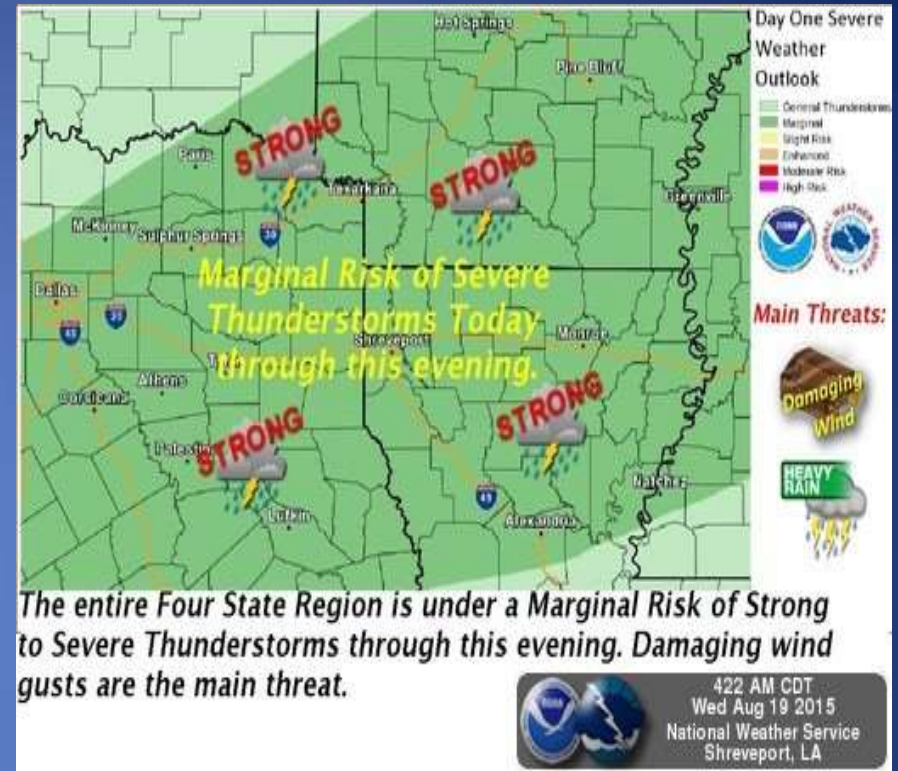 Day One Severe
Weather
Outlook
General Thunderstorms
Marginal
Slight Risk
Enhanced
Moderate Risk
High Risk
NOAA
Main Threats:
Damaging
Wind
HEAVY
RAIN
Hot Springs
Pine Bluff
STRONG
Paris
STRONG
Texarkana
Greenville
McKinney
Sulphur Springs
30
Marginal Risk of Severe
Thunderstorms Today
through this evening.
Dallas
Shreveport
Monroe
Athens
Corsicana
STRONG
STRONG
Natchez
49
Lufkin
Alexandria
The entire Four State Region is under a Marginal Risk of Strong
to Severe Thunderstorms through this evening. Damaging wind
gusts are the main threat.
422 AM CDT
Wed Aug 19 2015
National Weather Service
Shreveport, LA